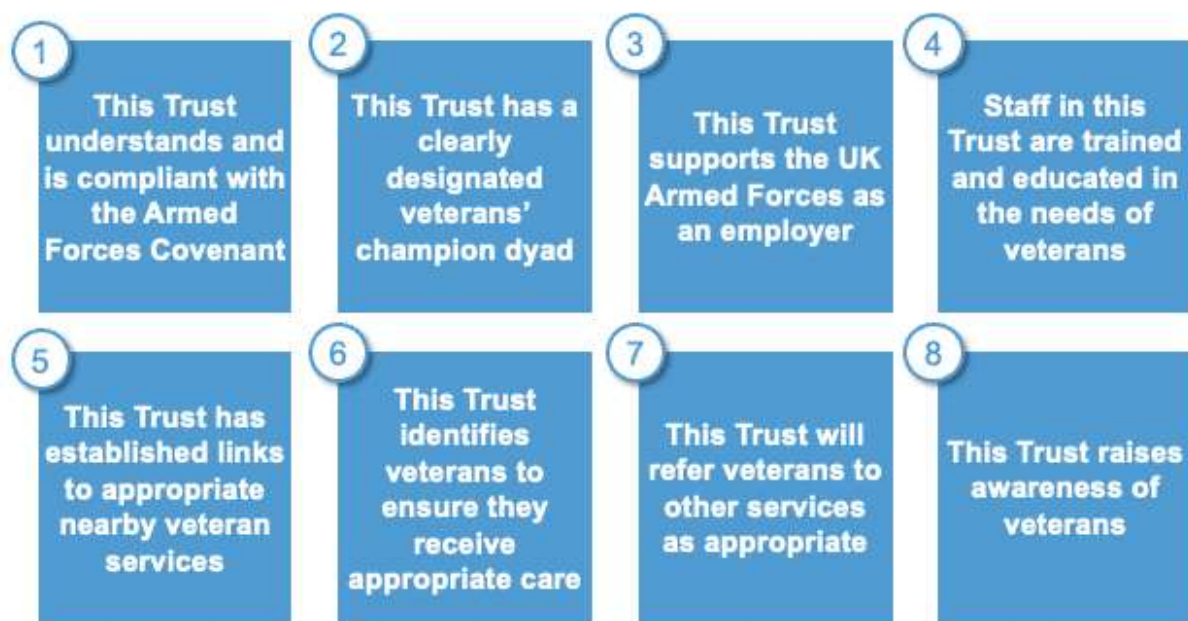 1
This Trust
understands and
is compliant with
the Armed
Forces Covenant
2
This Trust has a
clearly
designated
veterans’
champion dyad
3
This Trust
supports the UK
Armed Forces as
an employer
4
Staff in this
Trust are trained
and educated in
the needs of
veterans
5
This Trust has
established links
to appropriate
nearby veteran
services
6
This Trust
identifies
veterans to
ensure they
receive
appropriate care
7
This Trust will
refer veterans to
other services
as appropriate
8
This Trust raises
awareness of
veterans